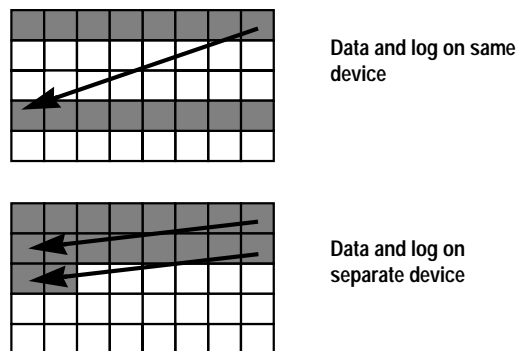 Data and log on same
device
Data and log on
separate device